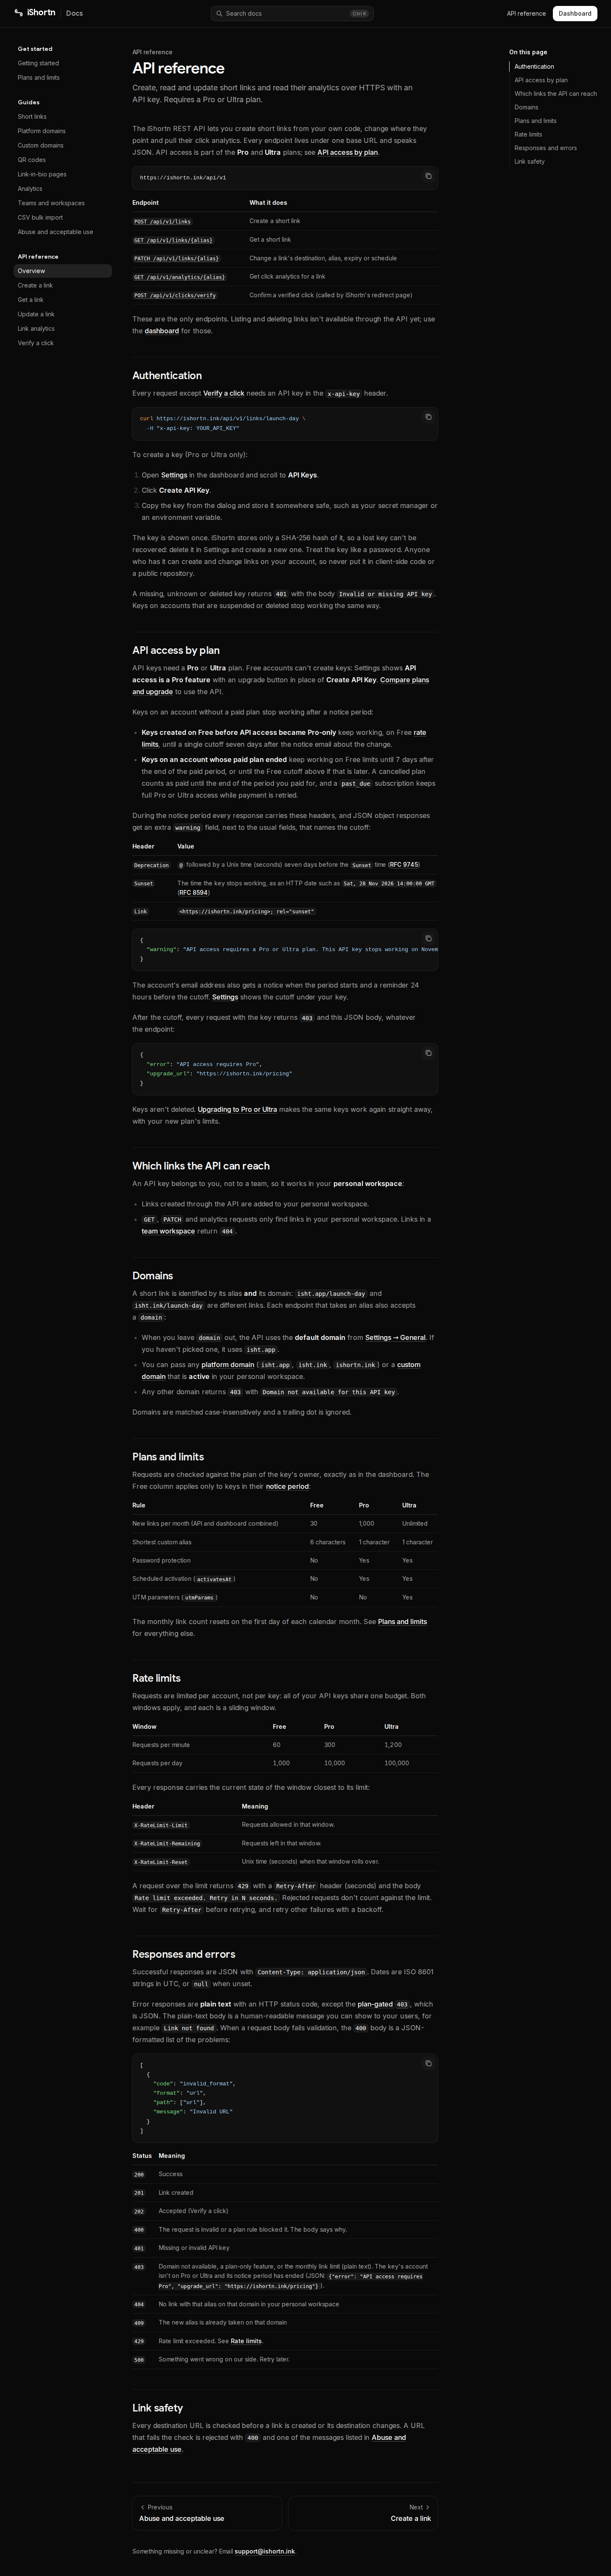 iShortn Docs
Search docs Ctrl K
API reference Dashboard
Get started
Getting started
Plans and limits
Guides
Short links
Platform domains
Custom domains
QR codes
Link-in-bio pages
Analytics
Teams and workspaces
CSV bulk import
Abuse and acceptable use
API reference
Overview
Create a link
Get a link
Update a link
Link analytics
Verify a click
API reference
API reference
Create, read and update short links and read their analytics over HTTPS with an
API key. Requires a Pro or Ultra plan.
The iShortn REST API lets you create short links from your own code, change where they
point and pull their click analytics. Every endpoint lives under one base URL and speaks
JSON. API access is part of the Pro and Ultra plans; see API access by plan.
https://ishortn.ink/api/v1
Endpoint What it does
POST /api/v1/links Create a short link
GET /api/v1/links/{alias} Get a short link
PATCH /api/v1/links/{alias} Change a link's destination, alias, expiry or schedule
GET /api/v1/analytics/{alias} Get click analytics for a link
POST /api/v1/clicks/verify Confirm a verified click (called by iShortn's redirect page)
These are the only endpoints. Listing and deleting links isn't available through the API yet; use
the dashboard for those.
Authentication
Every request except Verify a click needs an API key in the x-api-key header.
curl https://ishortn.ink/api/v1/links/launch-day \
-H "x-api-key: YOUR_API_KEY"
To create a key (Pro or Ultra only):
1. Open Settings in the dashboard and scroll to API Keys.
2. Click Create API Key.
3. Copy the key from the dialog and store it somewhere safe, such as your secret manager or
an environment variable.
The key is shown once. iShortn stores only a SHA-256 hash of it, so a lost key can't be
recovered: delete it in Settings and create a new one. Treat the key like a password. Anyone
who has it can create and change links on your account, so never put it in client-side code or
a public repository.
A missing, unknown or deleted key returns 401 with the body Invalid or missing API key.
Keys on accounts that are suspended or deleted stop working the same way.
API access by plan
API keys need a Pro or Ultra plan. Free accounts can't create keys: Settings shows API
access is a Pro feature with an upgrade button in place of Create API Key. Compare plans
and upgrade to use the API.
Keys on an account without a paid plan stop working after a notice period:
• Keys created on Free before API access became Pro-only keep working, on Free rate
limits, until a single cutoff seven days after the notice email about the change.
• Keys on an account whose paid plan ended keep working on Free limits until 7 days after
the end of the paid period, or until the Free cutoff above if that is later. A cancelled plan
counts as paid until the end of the period you paid for, and a past_due subscription keeps
full Pro or Ultra access while payment is retried.
During the notice period every response carries these headers, and JSON object responses
get an extra warning field, next to the usual fields, that names the cutoff:
Header Value
Deprecation @ followed by a Unix time (seconds) seven days before the Sunset time (RFC 9745)
Sunset The time the key stops working, as an HTTP date such as Sat, 28 Nov 2026 14:00:00 GMT
(RFC 8594)
Link <https://ishortn.ink/pricing>; rel="sunset"
{
"warning": "API access requires a Pro or Ultra plan. This API key stops working on Novem
}
The account's email address also gets a notice when the period starts and a reminder 24
hours before the cutoff. Settings shows the cutoff under your key.
After the cutoff, every request with the key returns 403 and this JSON body, whatever
the endpoint:
{
"error": "API access requires Pro",
"upgrade_url": "https://ishortn.ink/pricing"
}
Keys aren't deleted. Upgrading to Pro or Ultra makes the same keys work again straight away,
with your new plan's limits.
Which links the API can reach
An API key belongs to you, not to a team, so it works in your personal workspace:
• Links created through the API are added to your personal workspace.
• GET, PATCH and analytics requests only find links in your personal workspace. Links in a
team workspace return 404.
Domains
A short link is identified by its alias and its domain: isht.app/launch-day and
isht.ink/launch-day are different links. Each endpoint that takes an alias also accepts
a domain:
• When you leave domain out, the API uses the default domain from Settings → General. If
you haven't picked one, it uses isht.app.
• You can pass any platform domain (isht.app, isht.ink, ishortn.ink) or a custom
domain that is active in your personal workspace.
• Any other domain returns 403 with Domain not available for this API key.
Domains are matched case-insensitively and a trailing dot is ignored.
Plans and limits
Requests are checked against the plan of the key's owner, exactly as in the dashboard. The
Free column applies only to keys in their notice period:
Rule Free Pro Ultra
New links per month (API and dashboard combined) 30 1,000 Unlimited
Shortest custom alias 6 characters 1 character 1 character
Password protection No Yes Yes
Scheduled activation (activatesAt) No Yes Yes
UTM parameters (utmParams) No No Yes
The monthly link count resets on the first day of each calendar month. See Plans and limits
for everything else.
Rate limits
Requests are limited per account, not per key: all of your API keys share one budget. Both
windows apply, and each is a sliding window.
Window Free Pro Ultra
Requests per minute 60 300 1,200
Requests per day 1,000 10,000 100,000
Every response carries the current state of the window closest to its limit:
Header Meaning
X-RateLimit-Limit Requests allowed in that window.
X-RateLimit-Remaining Requests left in that window.
X-RateLimit-Reset Unix time (seconds) when that window rolls over.
A request over the limit returns 429 with a Retry-After header (seconds) and the body
Rate limit exceeded. Retry in N seconds. Rejected requests don't count against the limit.
Wait for Retry-After before retrying, and retry other failures with a backoff.
Responses and errors
Successful responses are JSON with Content-Type: application/json. Dates are ISO 8601
strings in UTC, or null when unset.
Error responses are plain text with an HTTP status code, except the plan-gated 403, which
is JSON. The plain-text body is a human-readable message you can show to your users, for
example Link not found. When a request body fails validation, the 400 body is a JSON-
formatted list of the problems:
[
{
"code": "invalid_format",
"format": "url",
"path": ["url"],
"message": "Invalid URL"
}
]
Status Meaning
200 Success
201 Link created
202 Accepted (Verify a click)
400 The request is invalid or a plan rule blocked it. The body says why.
401 Missing or invalid API key
403 Domain not available, a plan-only feature, or the monthly link limit (plain text). The key's account
isn't on Pro or Ultra and its notice period has ended (JSON: {"error": "API access requires
Pro", "upgrade_url": "https://ishortn.ink/pricing"}).
404 No link with that alias on that domain in your personal workspace
409 The new alias is already taken on that domain
429 Rate limit exceeded. See Rate limits.
500 Something went wrong on our side. Retry later.
Link safety
Every destination URL is checked before a link is created or its destination changes. A URL
that fails the check is rejected with 400 and one of the messages listed in Abuse and
acceptable use.
Previous
Abuse and acceptable use
Next
Create a link
Something missing or unclear? Email support@ishortn.ink.
On this page
Authentication
API access by plan
Which links the API can reach
Domains
Plans and limits
Rate limits
Responses and errors
Link safety